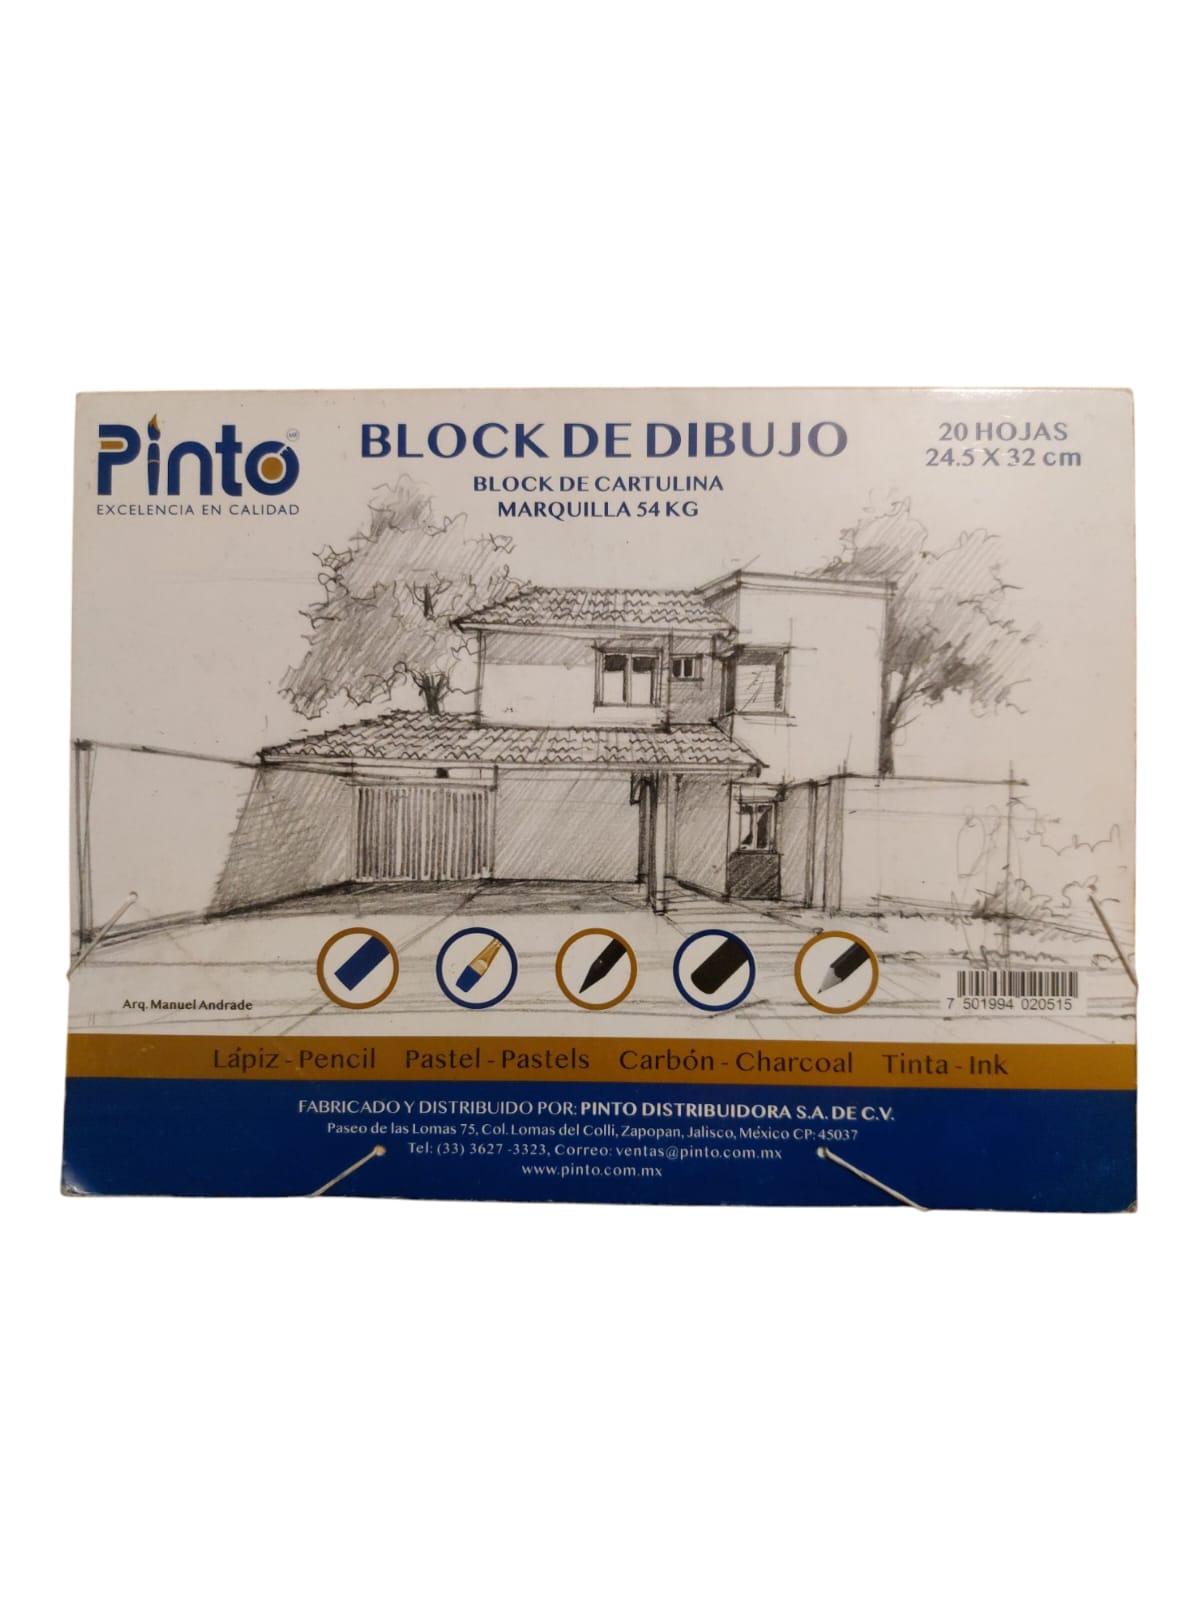 Pinto
EXCELENCIA EN CALIDAD
BLOCK DE DIBUJO
BLOCK DE CARTULINA
MARQUILLA 54 KG
20 HOJAS
24.5 X 32 cm
Arq. Manuel Andrade
7 501994 020515
Lápiz - Pencil Pastel - Pastels Carbón - Charcoal Tinta - Ink
FABRICADO Y DISTRIBUIDO POR: PINTO DISTRIBUIDORA S.A. DE C.V.
Paseo de las Lomas 75, Col. Lomas del Colli, Zapopan, Jalisco, México CP: 45037
Tel: (33) 3627 -3323, Correo: ventas@pinto.com.mx
www.pinto.com.mx